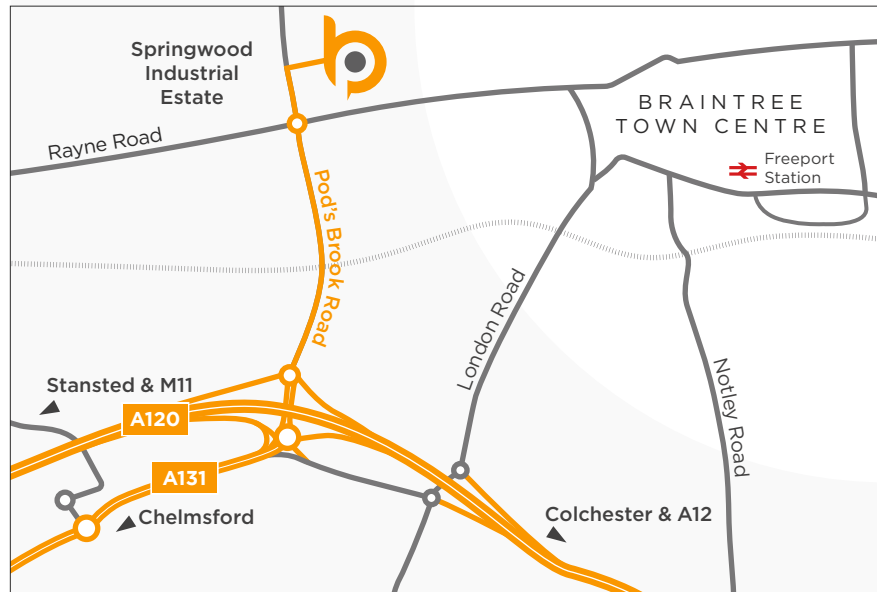 Springwood
Industrial
Estate
BRAINTREE
TOWN CENTRE
Rayne Road
Freeport
Station
Pod's Brook Road
London Road
Notley Road
Stansted & M11
A120
A131
Chelmsford
Colchester & A12